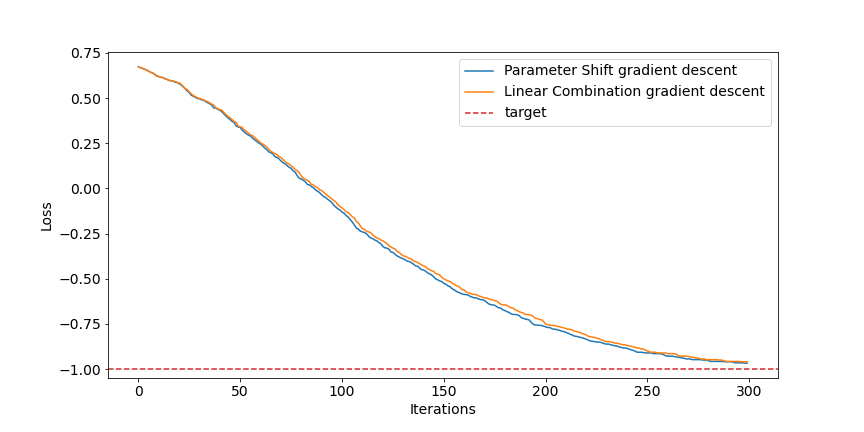 0.75
0.50
0.25
0.00
−0.25
−0.50
−0.75
−1.00
Loss
Parameter Shift gradient descent
Linear Combination gradient descent
target
0 50 100 150 200 250 300
Iterations